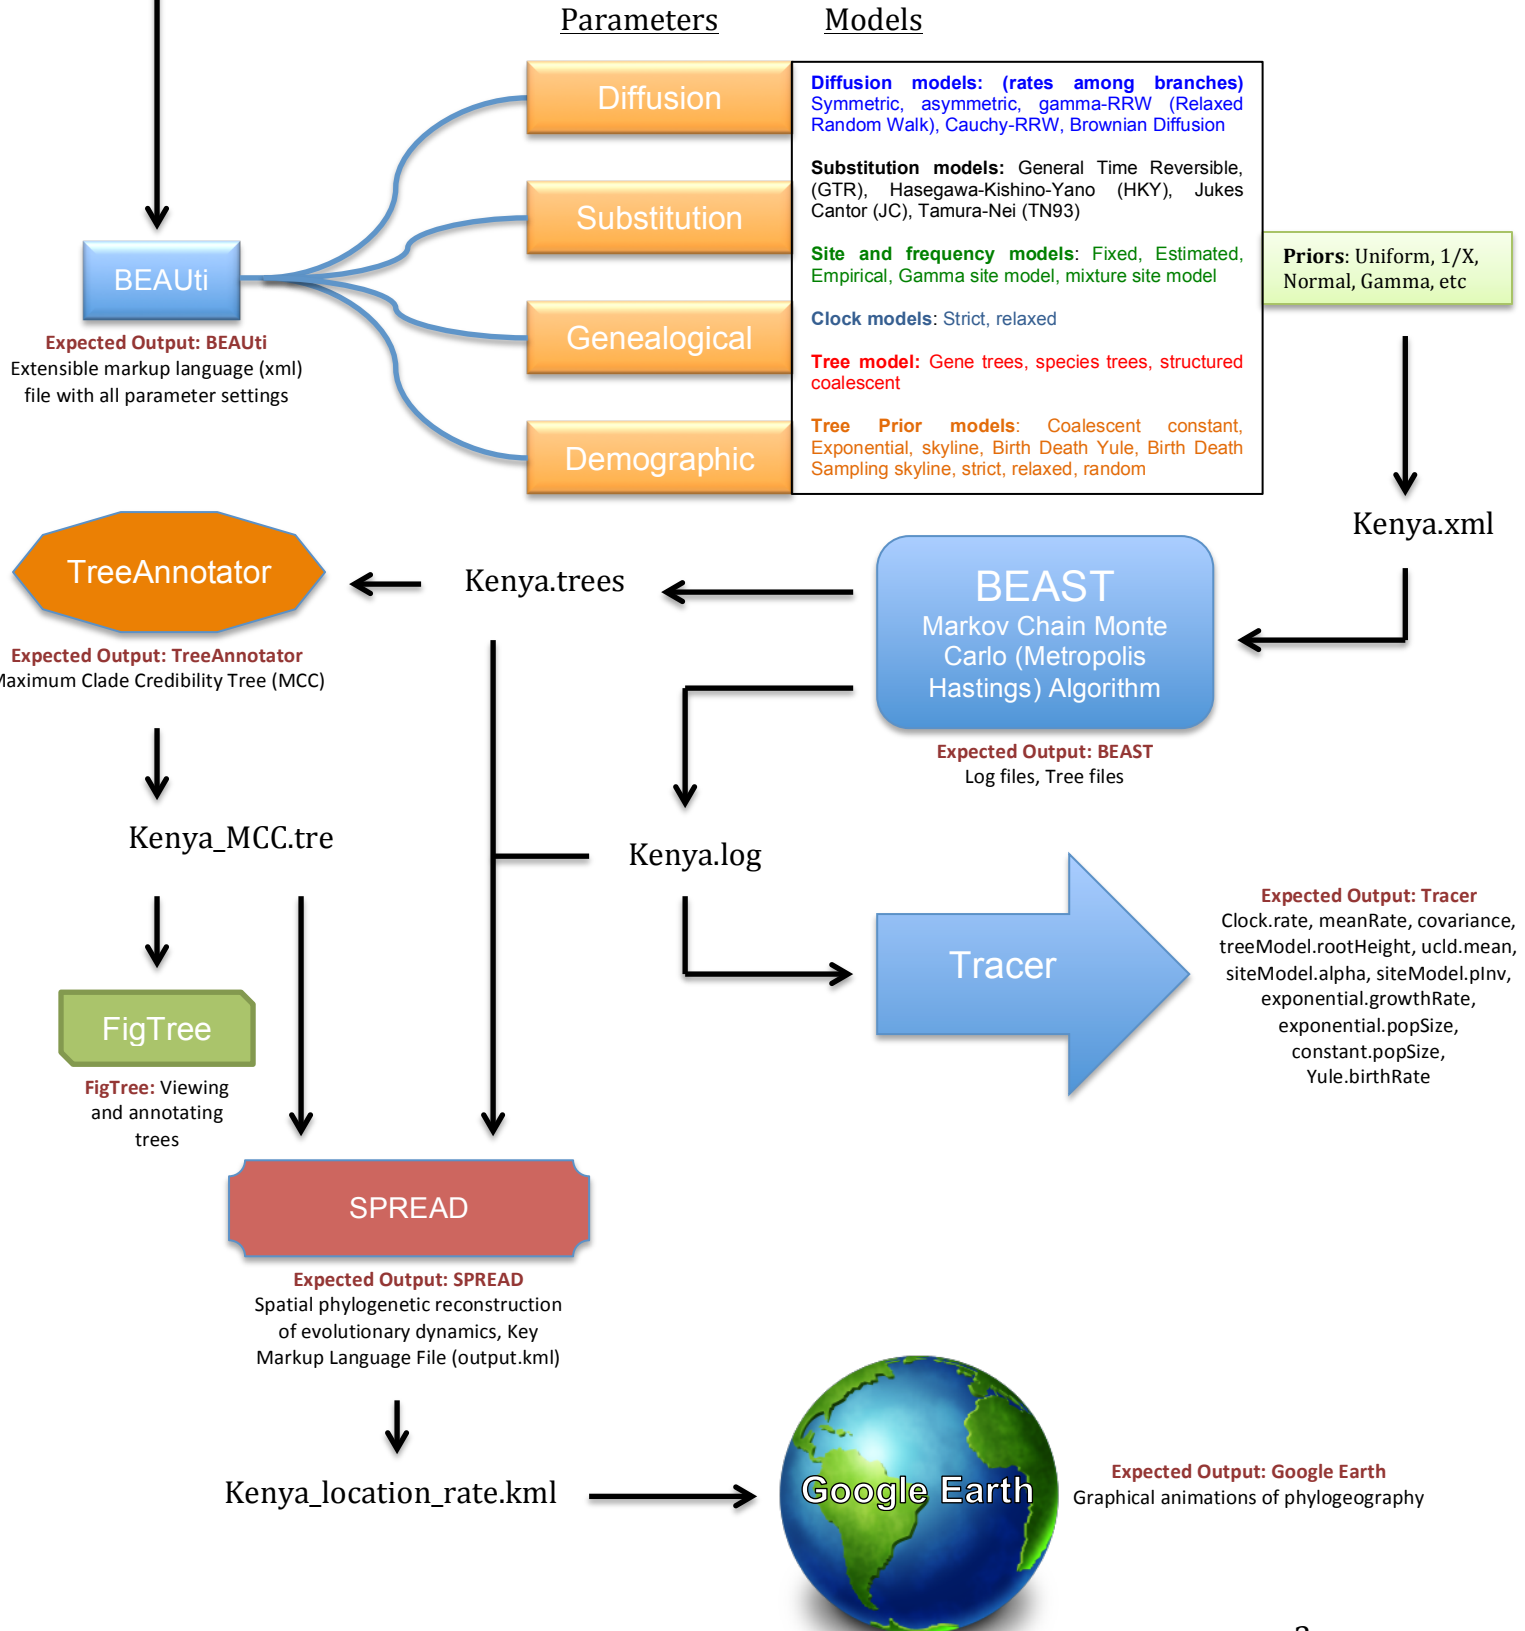 Parameters
Models
Diffusion
Substitution
Genealogical
Demographic
Diffusion models: (rates among branches)
Symmetric, asymmetric, gamma-RRW (Relaxed
Random Walk), Cauchy-RRW, Brownian Diffusion
Substitution models: General Time Reversible,
(GTR), Hasegawa-Kishino-Yano (HKY), Jukes
Cantor (JC), Tamura-Nei (TN93)
Site and frequency models: Fixed, Estimated,
Empirical, Gamma site model, mixture site model
Clock models: Strict, relaxed
Tree model: Gene trees, species trees, structured
coalescent
Tree Prior models: Coalescent constant,
Exponential, skyline, Birth Death Yule, Birth Death
Sampling skyline, strict, relaxed, random
Priors: Uniform, 1/X,
Normal, Gamma, etc
BEAUti
Expected Output: BEAUti
Extensible markup language (xml)
file with all parameter settings
Kenya.xml
TreeAnnotator
Kenya.trees
BEAST
Markov Chain Monte
Carlo (Metropolis
Hastings) Algorithm
Expected Output: TreeAnnotator
Maximum Clade Credibility Tree (MCC)
Expected Output: BEAST
Log files, Tree files
Kenya_MCC.tre
Kenya.log
Tracer
Expected Output: Tracer
Clock.rate, meanRate, covariance,
treeModel.rootHeight, ucld.mean,
siteModel.alpha, siteModel.pInv,
exponential.growthRate,
exponential.popSize,
constant.popSize,
Yule.birthRate
FigTree
FigTree: Viewing
and annotating
trees
SPREAD
Expected Output: SPREAD
Spatial phylogenetic reconstruction
of evolutionary dynamics, Key
Markup Language File (output.kml)
Kenya_location_rate.kml
Google Earth
Expected Output: Google Earth
Graphical animations of phylogeography